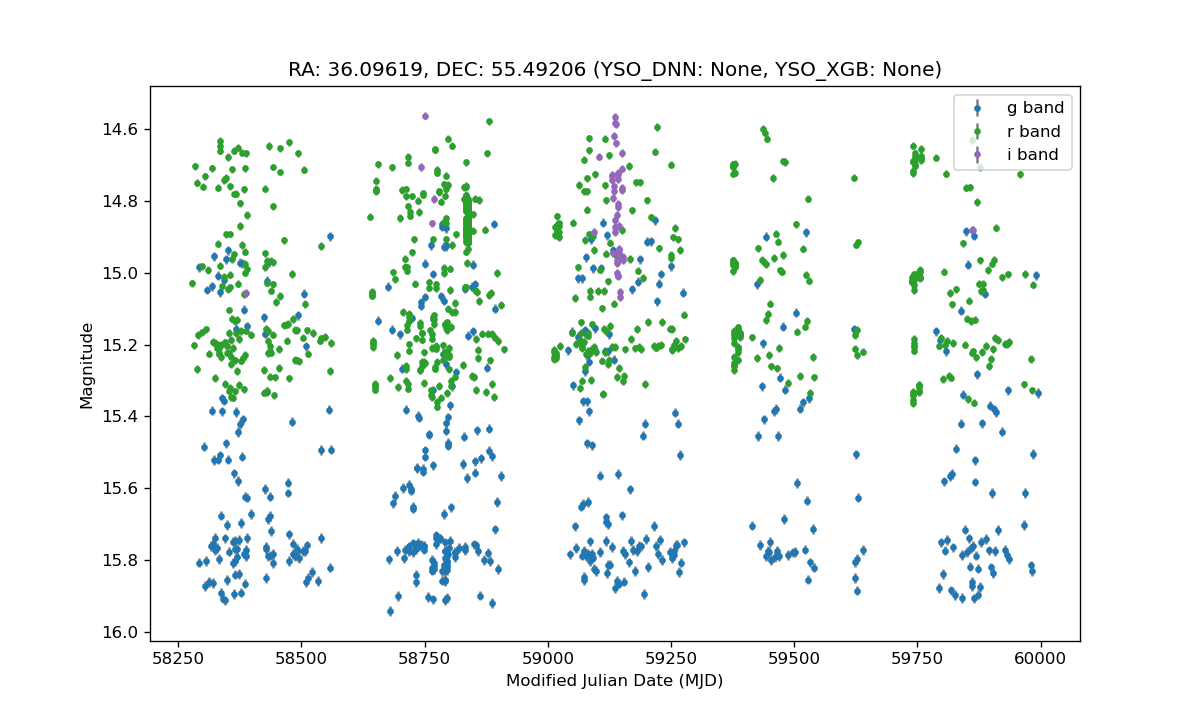 RA: 36.09619, DEC: 55.49206 (YSO_DNN: None, YSO_XGB: None)
g band
r band
i band
14.6
14.8
15.0
15.2
15.4
15.6
15.8
16.0
Magnitude
58250
58500
58750
59000
59250
59500
59750
60000
Modified Julian Date (MJD)